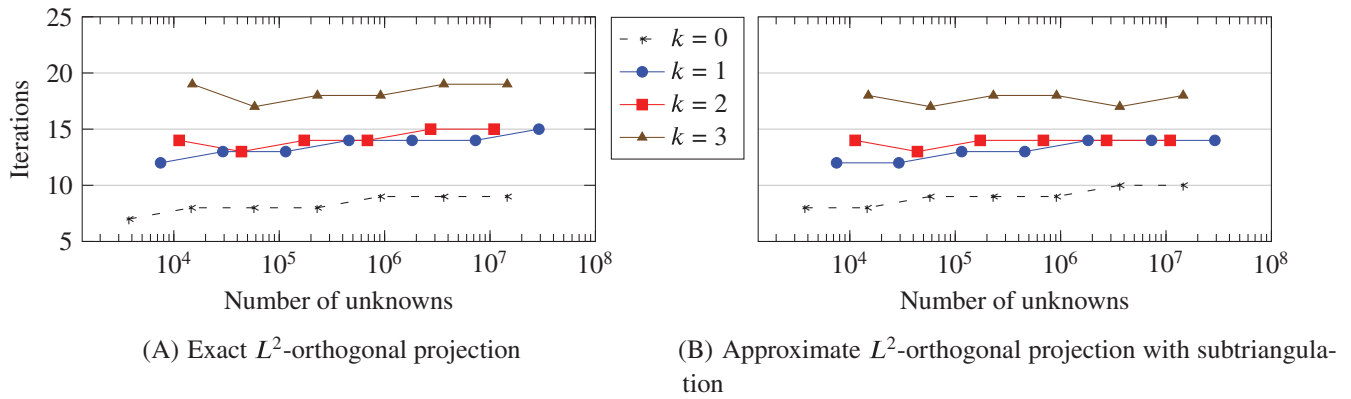 25
20
15
10
5
Iterations
10^4 10^5 10^6 10^7 10^8
Number of unknowns
(A) Exact L^2-orthogonal projection
k = 0
k = 1
k = 2
k = 3
10^4 10^5 10^6 10^7 10^8
Number of unknowns
(B) Approximate L^2-orthogonal projection with subtriangula-
tion